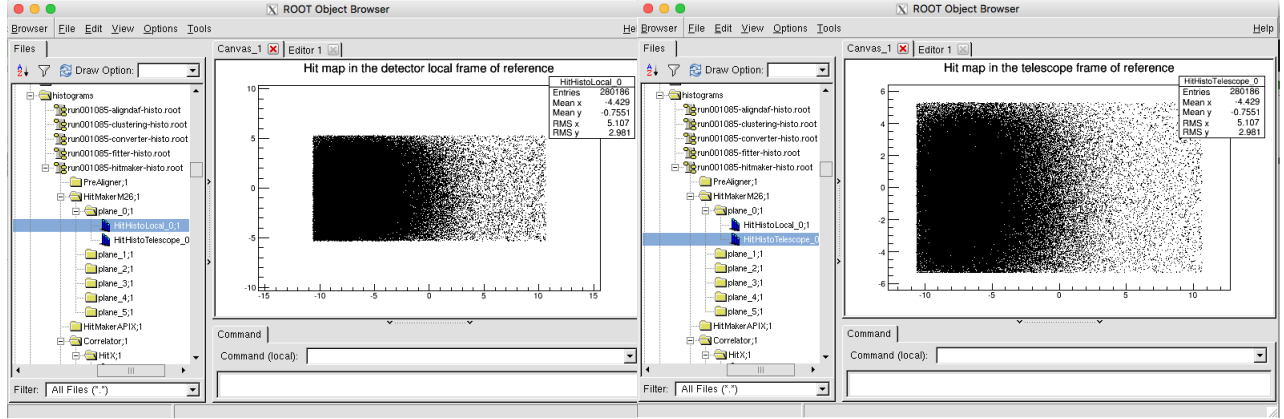 ROOT Object Browser
Browser File Edit View Options Tools He
Files
Canvas_1 Editor 1
Draw Option:
histograms
run001085-aligndaf-histo.root
run001085-clustering-histo.root
run001085-converter-histo.root
run001085-fitter-histo.root
run001085-hitmaker-histo.root
PreAligner;1
HitMakerM26;1
plane_0;1
HitHistoLocal_0;1
HitHistoTelescope_0
plane_1;1
plane_2;1
plane_3;1
plane_4;1
plane_5;1
HitMakerAPIX;1
Correlator;1
HitX;1
Filter: All Files (*.*)
Hit map in the detector local frame of reference
HitHistoLocal_0
Entries 280186
Mean x -4.429
Mean y -0.7551
RMS x 5.107
RMS y 2.981
10
5
0
-5
-10
-15 -10 -5 0 5 10 15
Command
Command (local):
ROOT Object Browser
Browser File Edit View Options Tools Help
Files
Canvas_1 Editor 1
Draw Option:
histograms
run001085-aligndaf-histo.root
run001085-clustering-histo.root
run001085-converter-histo.root
run001085-fitter-histo.root
run001085-hitmaker-histo.root
PreAligner;1
HitMakerM26;1
plane_0;1
HitHistoLocal_0;1
HitHistoTelescope_0
plane_1;1
plane_2;1
plane_3;1
plane_4;1
plane_5;1
HitMakerAPIX;1
Correlator;1
HitX;1
Filter: All Files (*.*)
Hit map in the telescope frame of reference
HitHistoTelescope_0
Entries 280186
Mean x -4.429
Mean y -0.7551
RMS x 5.107
RMS y 2.981
6
4
2
0
-2
-4
-6
-10 -5 0 5 10
Command
Command (local):